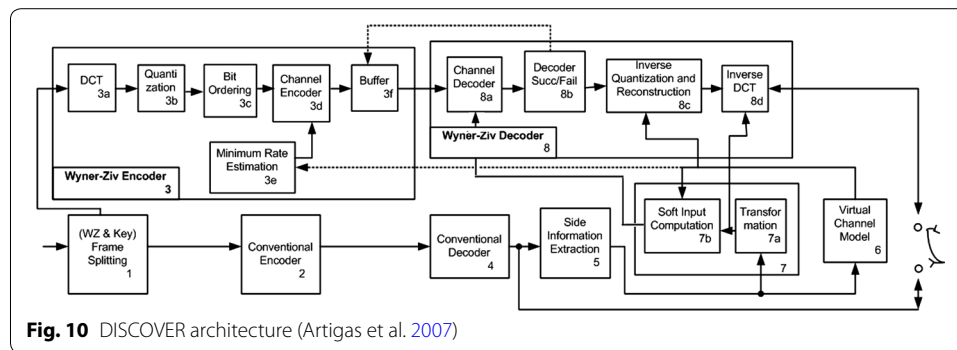 DCT
3a
Quanti
zation
3b
Bit
Ordering
3c
Channel
Encoder
3d
Buffer
3f
Minimum Rate
Estimation
3e
Wyner-Ziv Encoder
3
Channel
Decoder
8a
Decoder
Succ/Fail
8b
Inverse
Quantization and
Reconstruction
8c
Inverse
DCT
8d
Wyner-Ziv Decoder
8
(WZ & Key)
Frame
Splitting
1
Conventional
Encoder
2
Conventional
Decoder
4
Side
Information
Extraction
5
Soft Input
Computation
7b
Transfor
mation
7a
7
Virtual
Channel
Model
6
Fig. 10 DISCOVER architecture (Artigas et al. 2007)